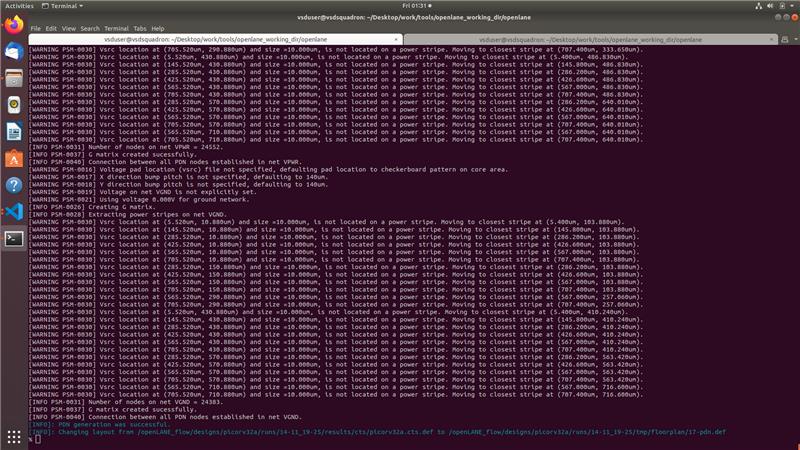 Activities
Terminal
Fri 01:31
vsduser@vsdsquadron: ~/Desktop/work/tools/openlane_working_dir/openlane
File Edit View Search Terminal Tabs Help
vsduser@vsdsquadron: ~/Desktop/work/tools/openlane_working_dir/openlane
vsduser@vsdsquadron: ~/Desktop/work/tools/openlane_working_dir/openlane
[WARNING PSM-0030] Vsrc location at (705.520um, 290.880um) and size =10.000um, is not located on a power stripe. Moving to closest stripe at (707.400um, 333.650um).
[WARNING PSM-0030] Vsrc location at (5.520um, 430.880um) and size =10.000um, is not located on a power stripe. Moving to closest stripe at (5.400um, 486.830um).
[WARNING PSM-0030] Vsrc location at (145.520um, 430.880um) and size =10.000um, is not located on a power stripe. Moving to closest stripe at (145.800um, 486.830um).
[WARNING PSM-0030] Vsrc location at (285.520um, 430.880um) and size =10.000um, is not located on a power stripe. Moving to closest stripe at (286.200um, 486.830um).
[WARNING PSM-0030] Vsrc location at (425.520um, 430.880um) and size =10.000um, is not located on a power stripe. Moving to closest stripe at (426.600um, 486.830um).
[WARNING PSM-0030] Vsrc location at (565.520um, 430.880um) and size =10.000um, is not located on a power stripe. Moving to closest stripe at (567.000um, 486.830um).
[WARNING PSM-0030] Vsrc location at (705.520um, 430.880um) and size =10.000um, is not located on a power stripe. Moving to closest stripe at (707.400um, 486.830um).
[WARNING PSM-0030] Vsrc location at (285.520um, 570.880um) and size =10.000um, is not located on a power stripe. Moving to closest stripe at (286.200um, 640.010um).
[WARNING PSM-0030] Vsrc location at (425.520um, 570.880um) and size =10.000um, is not located on a power stripe. Moving to closest stripe at (426.600um, 640.010um).
[WARNING PSM-0030] Vsrc location at (565.520um, 570.880um) and size =10.000um, is not located on a power stripe. Moving to closest stripe at (567.000um, 640.010um).
[WARNING PSM-0030] Vsrc location at (705.520um, 570.880um) and size =10.000um, is not located on a power stripe. Moving to closest stripe at (707.400um, 640.010um).
[WARNING PSM-0030] Vsrc location at (565.520um, 710.880um) and size =10.000um, is not located on a power stripe. Moving to closest stripe at (567.000um, 640.010um).
[WARNING PSM-0030] Vsrc location at (705.520um, 710.880um) and size =10.000um, is not located on a power stripe. Moving to closest stripe at (707.400um, 640.010um).
[INFO PSM-0031] Number of nodes on net VPWR = 24552.
[INFO PSM-0037] G matrix created sucessfully.
[INFO PSM-0040] Connection between all PDN nodes established in net VPWR.
[WARNING PSM-0016] Voltage pad location (vsrc) file not specified, defaulting pad location to checkerboard pattern on core area.
[WARNING PSM-0017] X direction bump pitch is not specified, defaulting to 140um.
[WARNING PSM-0018] Y direction bump pitch is not specified, defaulting to 140um.
[WARNING PSM-0019] Voltage on net VGND is not explicitly set.
[WARNING PSM-0021] Using voltage 0.000V for ground network.
[INFO PSM-0026] Creating G matrix.
[INFO PSM-0028] Extracting power stripes on net VGND.
[WARNING PSM-0030] Vsrc location at (5.520um, 10.880um) and size =10.000um, is not located on a power stripe. Moving to closest stripe at (5.400um, 103.880um).
[WARNING PSM-0030] Vsrc location at (145.520um, 10.880um) and size =10.000um, is not located on a power stripe. Moving to closest stripe at (145.800um, 103.880um).
[WARNING PSM-0030] Vsrc location at (285.520um, 10.880um) and size =10.000um, is not located on a power stripe. Moving to closest stripe at (286.200um, 103.880um).
[WARNING PSM-0030] Vsrc location at (425.520um, 10.880um) and size =10.000um, is not located on a power stripe. Moving to closest stripe at (426.600um, 103.880um).
[WARNING PSM-0030] Vsrc location at (565.520um, 10.880um) and size =10.000um, is not located on a power stripe. Moving to closest stripe at (567.000um, 103.880um).
[WARNING PSM-0030] Vsrc location at (705.520um, 10.880um) and size =10.000um, is not located on a power stripe. Moving to closest stripe at (707.400um, 103.880um).
[WARNING PSM-0030] Vsrc location at (285.520um, 150.880um) and size =10.000um, is not located on a power stripe. Moving to closest stripe at (286.200um, 103.880um).
[WARNING PSM-0030] Vsrc location at (425.520um, 150.880um) and size =10.000um, is not located on a power stripe. Moving to closest stripe at (426.600um, 103.880um).
[WARNING PSM-0030] Vsrc location at (565.520um, 150.880um) and size =10.000um, is not located on a power stripe. Moving to closest stripe at (567.000um, 103.880um).
[WARNING PSM-0030] Vsrc location at (705.520um, 150.880um) and size =10.000um, is not located on a power stripe. Moving to closest stripe at (707.400um, 103.880um).
[WARNING PSM-0030] Vsrc location at (565.520um, 290.880um) and size =10.000um, is not located on a power stripe. Moving to closest stripe at (567.000um, 257.060um).
[WARNING PSM-0030] Vsrc location at (705.520um, 290.880um) and size =10.000um, is not located on a power stripe. Moving to closest stripe at (707.400um, 257.060um).
[WARNING PSM-0030] Vsrc location at (5.520um, 430.880um) and size =10.000um, is not located on a power stripe. Moving to closest stripe at (5.400um, 410.240um).
[WARNING PSM-0030] Vsrc location at (145.520um, 430.880um) and size =10.000um, is not located on a power stripe. Moving to closest stripe at (145.800um, 410.240um).
[WARNING PSM-0030] Vsrc location at (285.520um, 430.880um) and size =10.000um, is not located on a power stripe. Moving to closest stripe at (286.200um, 410.240um).
[WARNING PSM-0030] Vsrc location at (425.520um, 430.880um) and size =10.000um, is not located on a power stripe. Moving to closest stripe at (426.600um, 410.240um).
[WARNING PSM-0030] Vsrc location at (565.520um, 430.880um) and size =10.000um, is not located on a power stripe. Moving to closest stripe at (567.000um, 410.240um).
[WARNING PSM-0030] Vsrc location at (705.520um, 430.880um) and size =10.000um, is not located on a power stripe. Moving to closest stripe at (707.400um, 410.240um).
[WARNING PSM-0030] Vsrc location at (285.520um, 570.880um) and size =10.000um, is not located on a power stripe. Moving to closest stripe at (286.200um, 563.420um).
[WARNING PSM-0030] Vsrc location at (425.520um, 570.880um) and size =10.000um, is not located on a power stripe. Moving to closest stripe at (426.600um, 563.420um).
[WARNING PSM-0030] Vsrc location at (565.520um, 570.880um) and size =10.000um, is not located on a power stripe. Moving to closest stripe at (567.000um, 563.420um).
[WARNING PSM-0030] Vsrc location at (705.520um, 570.880um) and size =10.000um, is not located on a power stripe. Moving to closest stripe at (707.400um, 563.420um).
[WARNING PSM-0030] Vsrc location at (565.520um, 710.880um) and size =10.000um, is not located on a power stripe. Moving to closest stripe at (567.000um, 716.600um).
[WARNING PSM-0030] Vsrc location at (705.520um, 710.880um) and size =10.000um, is not located on a power stripe. Moving to closest stripe at (707.400um, 716.600um).
[INFO PSM-0031] Number of nodes on net VGND = 24383.
[INFO PSM-0037] G matrix created sucessfully.
[INFO PSM-0040] Connection between all PDN nodes established in net VGND.
[INFO]: PDN generation was successful.
[INFO]: Changing layout from /openLANE_flow/designs/picorv32a/runs/14-11_19-25/results/cts/picorv32a.cts.def to /openLANE_flow/designs/picorv32a/runs/14-11_19-25/tmp/floorplan/17-pdn.def
%